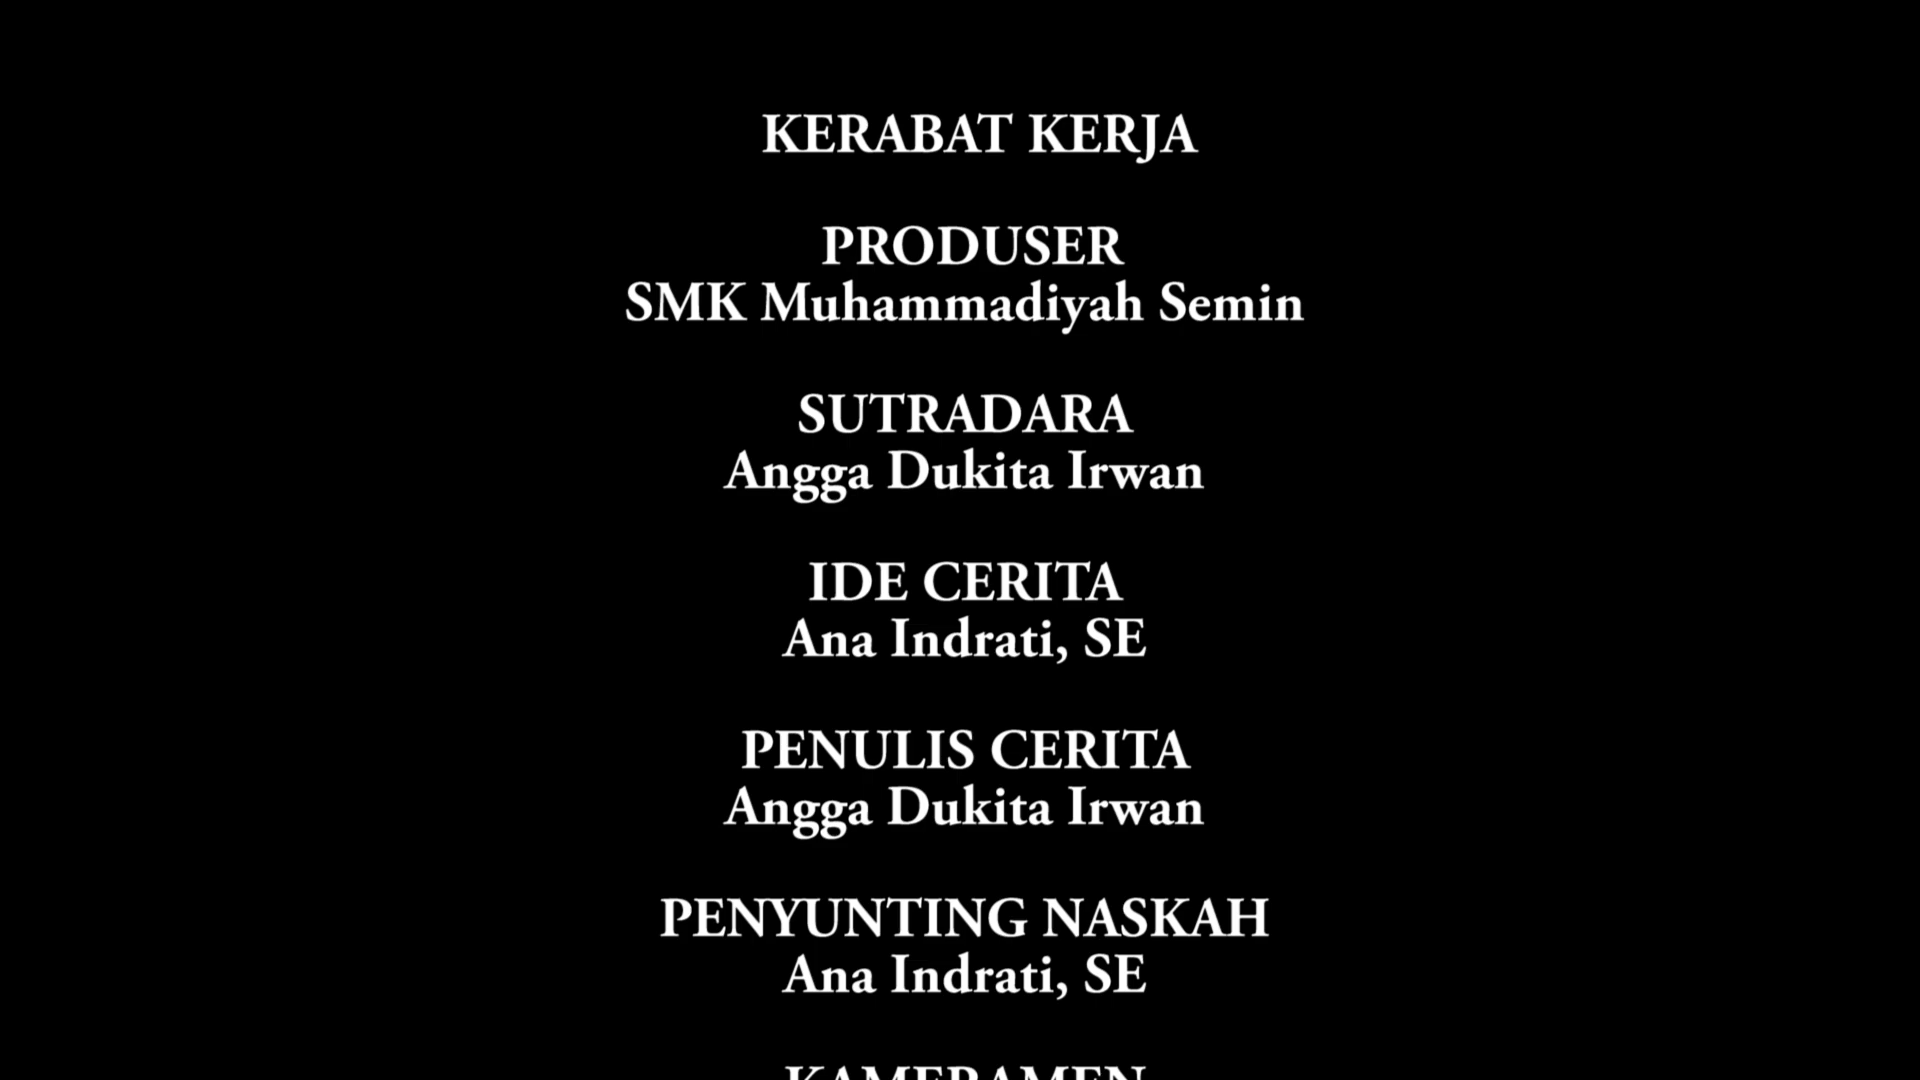 KERABAT KERJA
PRODUSER
SMK Muhammadiyah Semin
SUTRADARA
Angga Dukita Irwan
IDE CERITA
Ana Indrati, SE
PENULIS CERITA
Angga Dukita Irwan
PENYUNTING NASKAH
Ana Indrati, SE
KAMERAMEN